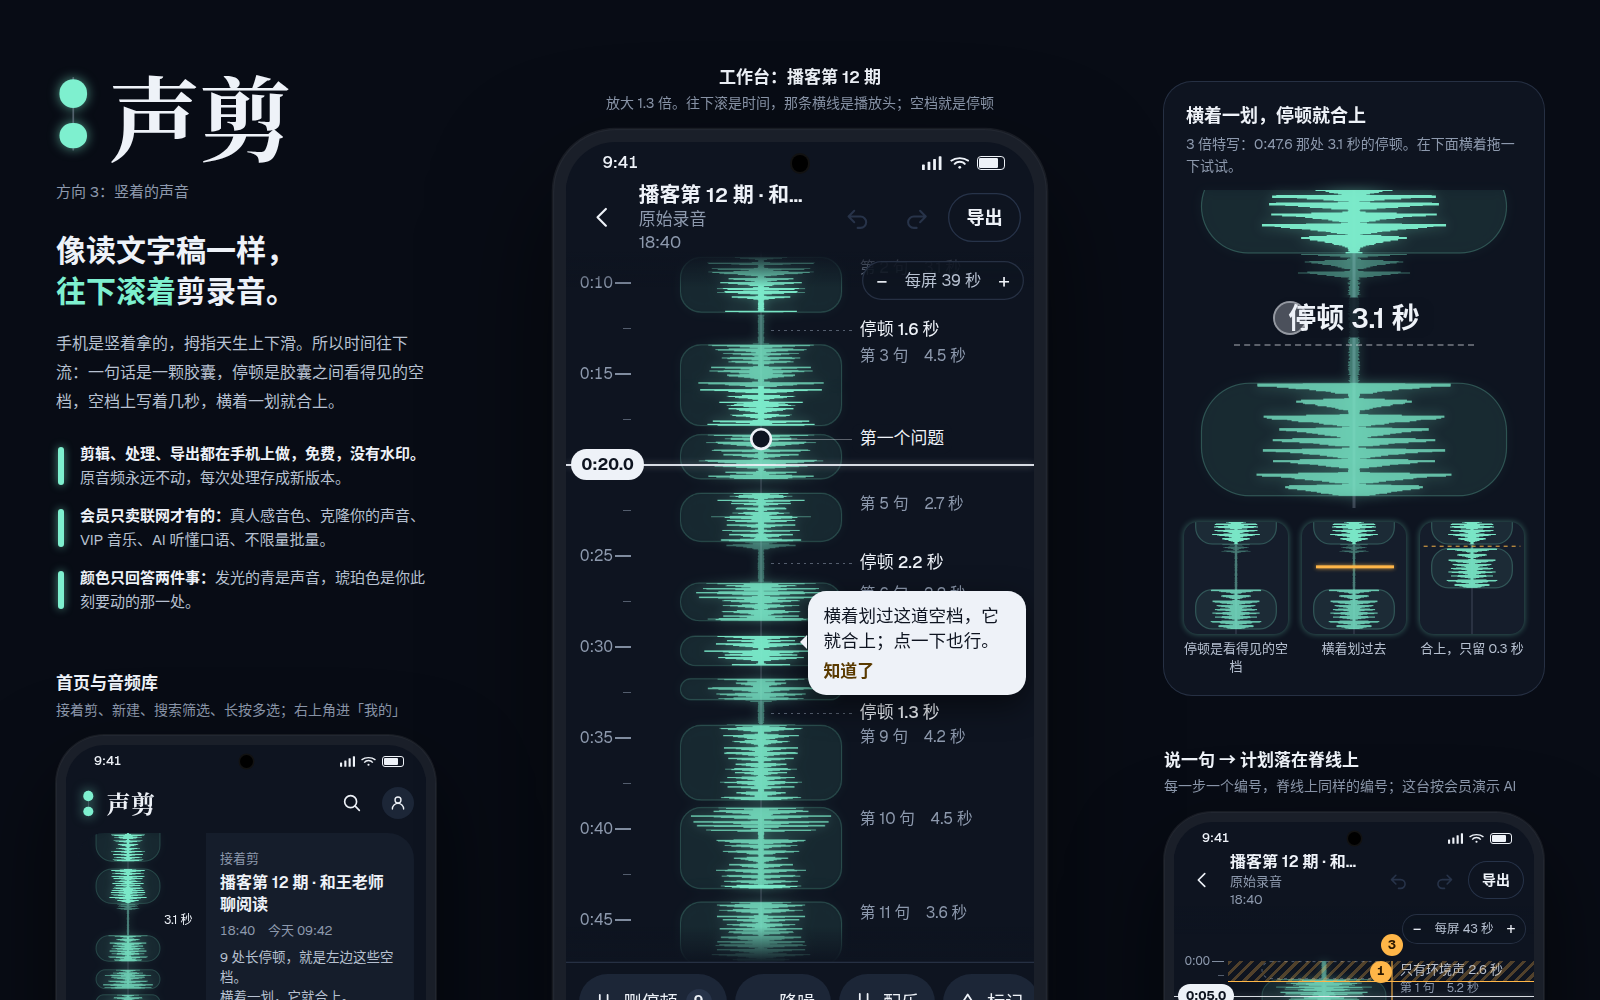 声剪
方向 3：竖着的声音
像读文字稿一样，
往下滚着剪录音。
手机是竖着拿的，拇指天生上下滑。所以时间往下
流：一句话是一颗胶囊，停顿是胶囊之间看得见的空
档，空档上写着几秒，横着一划就合上。
剪辑、处理、导出都在手机上做，免费，没有水印。
原音频永远不动，每次处理存成新版本。
会员只卖联网才有的：真人感音色、克隆你的声音、
VIP 音乐、AI 听懂口语、不限量批量。
颜色只回答两件事：发光的青是声音，琥珀色是你此
刻要动的那一处。
首页与音频库
接着剪、新建、搜索筛选、长按多选；右上角进「我的」
9:41
声剪
3.1 秒
接着剪
播客第 12 期 · 和王老师
聊阅读
18:40 今天 09:42
9 处长停顿，就是左边这些空
档。
横着一划，它就合上。
工作台：播客第 12 期
放大 1.3 倍。往下滚是时间，那条横线是播放头；空档就是停顿
9:41
播客第 12 期 · 和...
原始录音
18:40
导出
每屏 39 秒
0:10
停顿 1.6 秒
第 3 句 4.5 秒
0:15
第一个问题
0:20.0
第 5 句 2.7 秒
0:25
停顿 2.2 秒
横着划过这道空档，它
就合上；点一下也行。
知道了
0:30
停顿 1.3 秒
0:35
第 9 句 4.2 秒
0:40
第 10 句 4.5 秒
0:45
第 11 句 3.6 秒
删停顿 9
降噪
配乐
标记
横着一划，停顿就合上
3 倍特写：0:47.6 那处 3.1 秒的停顿。在下面横着拖一
下试试。
停顿 3.1 秒
停顿是看得见的空
档
横着划过去
合上，只留 0.3 秒
说一句 → 计划落在脊线上
每一步一个编号，脊线上同样的编号；这台按会员演示 AI
9:41
播客第 12 期 · 和...
原始录音
18:40
导出
每屏 43 秒
3
0:00
1
只有环境声 2.6 秒
第 1 句 5.2 秒
0:05.0